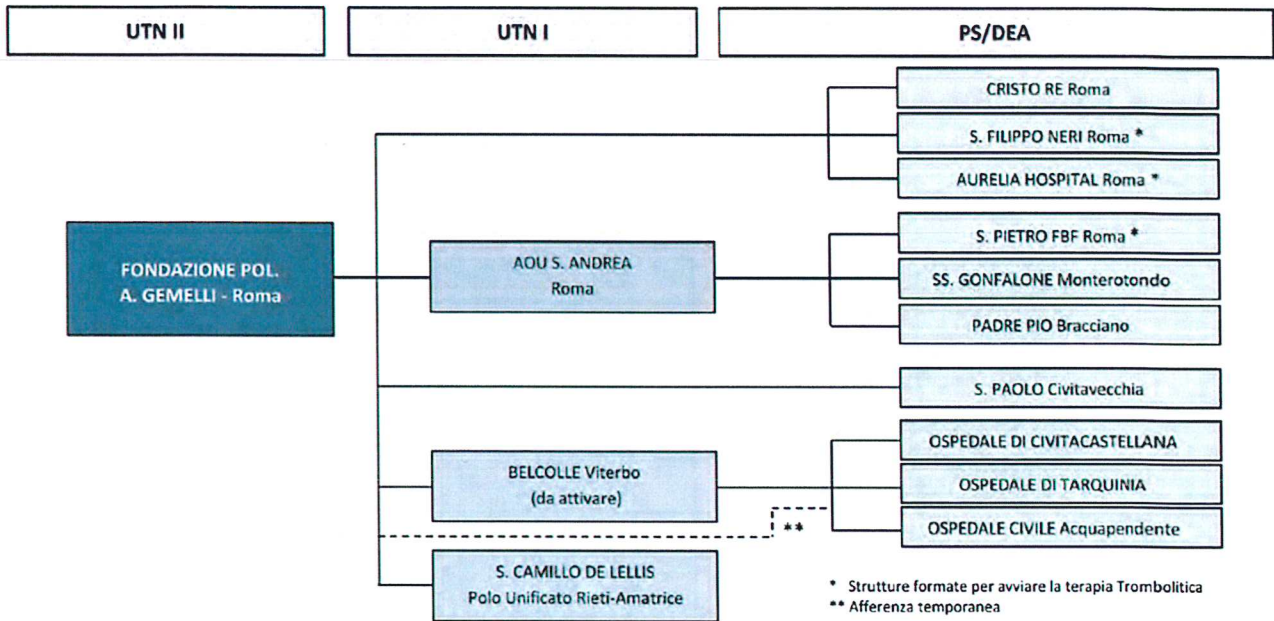 UTN II
UTN I
PS/DEA
CRISTO RE Roma
S. FILIPPO NERI Roma *
AURELIA HOSPITAL Roma *
FONDAZIONE POL.
A. GEMELLI - Roma
AOU S. ANDREA
Roma
S. PIETRO FBF Roma *
SS. GONFALONE Monterotondo
PADRE PIO Bracciano
S. PAOLO Civitavecchia
BELCOLLE Viterbo
(da attivare)
OSPEDALE DI CIVITACASTELLANA
OSPEDALE DI TARQUINIA
OSPEDALE CIVILE Acquapendente
**
S. CAMILLO DE LELLIS
Polo Unificato Rieti-Amatrice
* Strutture formate per avviare la terapia Trombolitica
** Afferenza temporanea